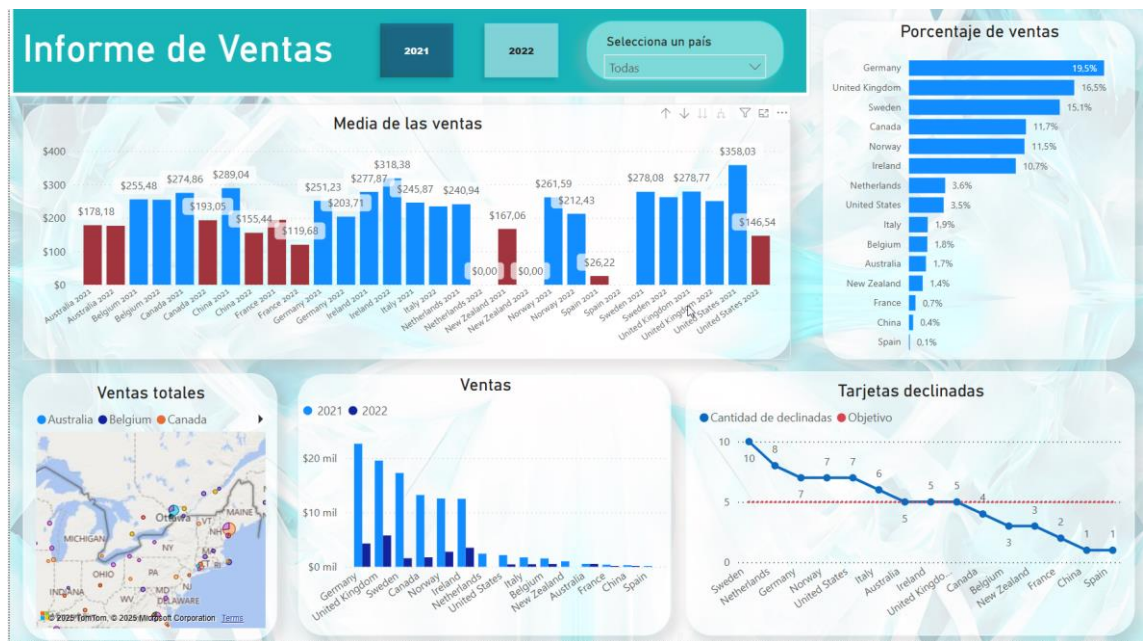 Informe de Ventas
2021
2022
Selecciona un país
Todas
Porcentaje de ventas
Germany 19,5%
United Kingdom 16,5%
Sweden 15,1%
Canada 11,7%
Norway 11,5%
Ireland 10,7%
Netherlands 3,6%
United States 3,5%
Italy 1,9%
Belgium 1,8%
Australia 1,7%
New Zealand 1,4%
France 0,7%
China 0,4%
Spain 0,1%
Media de las ventas
$400
$300
$200
$100
$0
$178,18
$255,48
$274,86
$193,05
$289,04
$155,44
$119,68
$251,23
$203,71
$277,87
$318,38
$245,87
$240,94
$0,00
$167,06
$0,00
$261,59
$212,43
$26,22
$278,08
$278,77
$358,03
$146,54
Australia 2021
Australia 2022
Belgium 2021
Belgium 2022
Canada 2021
Canada 2022
China 2021
China 2022
France 2021
France 2022
Germany 2021
Germany 2022
Ireland 2021
Ireland 2022
Italy 2021
Italy 2022
Netherlands 2021
Netherlands 2022
New Zealand 2021
New Zealand 2022
Norway 2021
Norway 2022
Spain 2021
Spain 2022
Sweden 2021
Sweden 2022
United Kingdom 2021
United Kingdom 2022
United States 2021
United States 2022
Ventas totales
Australia Belgium Canada
Ottawa
MAINE
VT
NH
MICHIGAN
NY
MA
CT RI
OHIO
PA
NJ
INDIANA
WV
MD
DELAWARE
© 2025 TomTom, © 2025 Microsoft Corporation Terms
Ventas
2021 2022
$20 mil
$10 mil
$0 mil
Germany
United Kingdom
Sweden
Canada
Norway
Ireland
Netherlands
United States
Italy
Belgium
New Zealand
Australia
France
China
Spain
Tarjetas declinadas
Cantidad de declinadas Objetivo
10
5
0
10
8
7
7
7
6
5
5
5
4
3
3
2
1
1
Sweden
Netherlands
Germany
Norway
United States
Italy
Australia
Ireland
United Kingdo...
Canada
Belgium
New Zealand
France
China
Spain